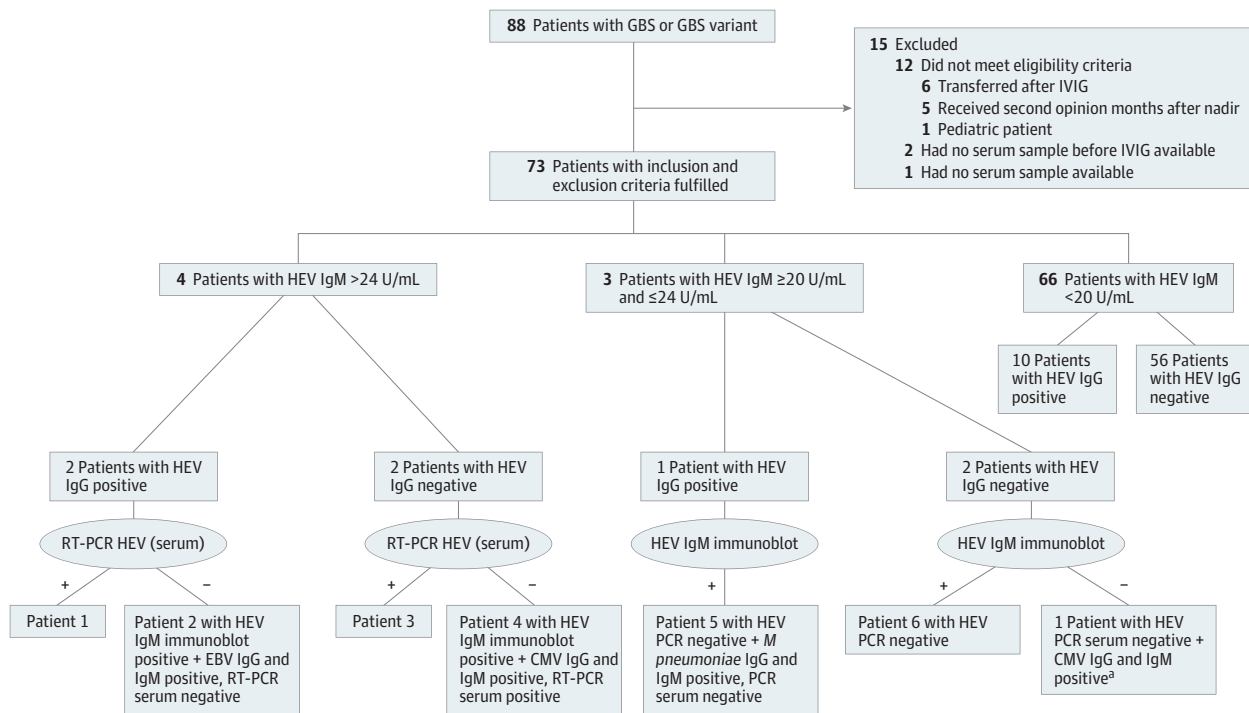 88 Patients with GBS or GBS variant
15 Excluded
12 Did not meet eligibility criteria
6 Transferred after IVIG
5 Received second opinion months after nadir
1 Pediatric patient
2 Had no serum sample before IVIG available
1 Had no serum sample available
73 Patients with inclusion and
exclusion criteria fulfilled
4 Patients with HEV IgM >24 U/mL
3 Patients with HEV IgM ≥20 U/mL
and ≤24 U/mL
66 Patients with HEV IgM
<20 U/mL
10 Patients
with HEV IgG
positive
56 Patients
with HEV IgG
negative
2 Patients with HEV
IgG positive
2 Patients with HEV
IgG negative
1 Patient with HEV
IgG positive
2 Patients with HEV
IgG negative
RT-PCR HEV (serum)
RT-PCR HEV (serum)
HEV IgM immunoblot
HEV IgM immunoblot
+
–
+
–
+
+
–
Patient 1
Patient 2 with HEV
IgM immunoblot
positive + EBV IgG and
IgM positive, RT-PCR
serum negative
Patient 3
Patient 4 with HEV
IgM immunoblot
positive + CMV IgG and
IgM positive, RT-PCR
serum positive
Patient 5 with HEV
PCR negative + M
pneumoniae IgG and
IgM positive, PCR
serum negative
Patient 6 with HEV
PCR negative
1 Patient with HEV
PCR serum negative +
CMV IgG and IgM
positiveᵃ